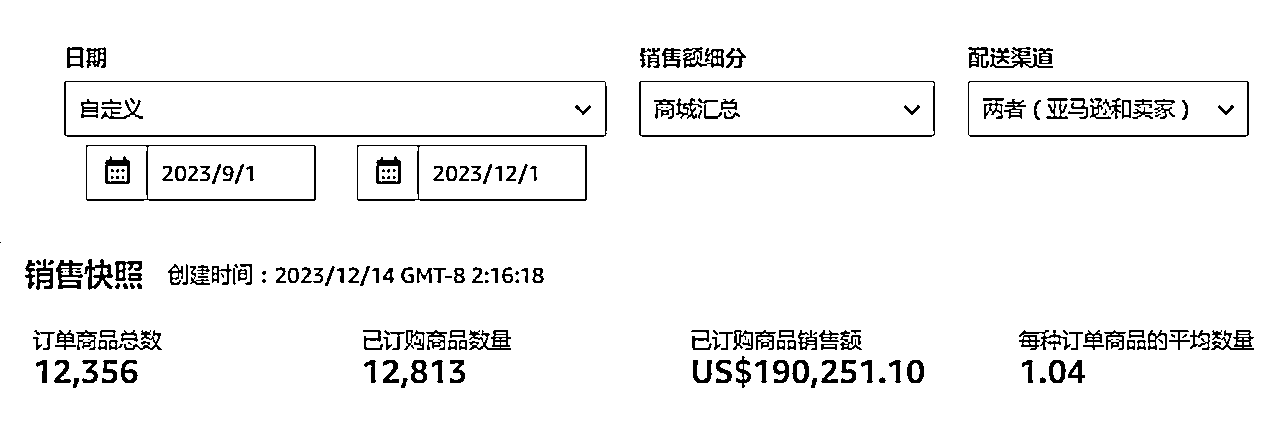 日期 销售额细分 配送渠道
自定义 商城汇总 两者（亚马逊和卖家）
2023/9/1 2023/12/1
销售快照 创建时间：2023/12/14 GMT-8 2:16:18
订单商品总数 已订购商品数量 已订购商品销售额 每种订单商品的平均数量
12,356 12,813 US$190,251.10 1.04